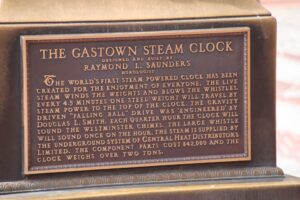 THE GASTOWN STEAM CLOCK
DESIGNED AND BUILT BY
RAYMOND L. SAUNDERS
HOROLOGIST
THE WORLD'S FIRST STEAM POWERED CLOCK HAS BEEN
CREATED FOR THE ENJOYMENT OF EVERYONE. THE LIVE
STEAM WINDS THE WEIGHTS AND BLOWS THE WHISTLES.
EVERY 4.5 MINUTES ONE STEEL WEIGHT WILL TRAVEL BY
STEAM POWER TO THE TOP OF THE CLOCK. THE GRAVITY
DRIVEN "FALLING BALL" DRIVE WAS ENGINEERED BY
DOUGLAS L. SMITH. EACH QUARTER HOUR THE CLOCK WILL
SOUND THE WESTMINSTER CHIMES. THE LARGE WHISTLE
WILL SOUND ONCE ON THE HOUR. THE STEAM IS SUPPLIED BY
THE UNDERGROUND SYSTEM OF CENTRAL HEAT DISTRIBUTORS
LIMITED. THE COMPONENT PARTS COST $42,000 AND THE
CLOCK WEIGHS OVER TWO TONS.